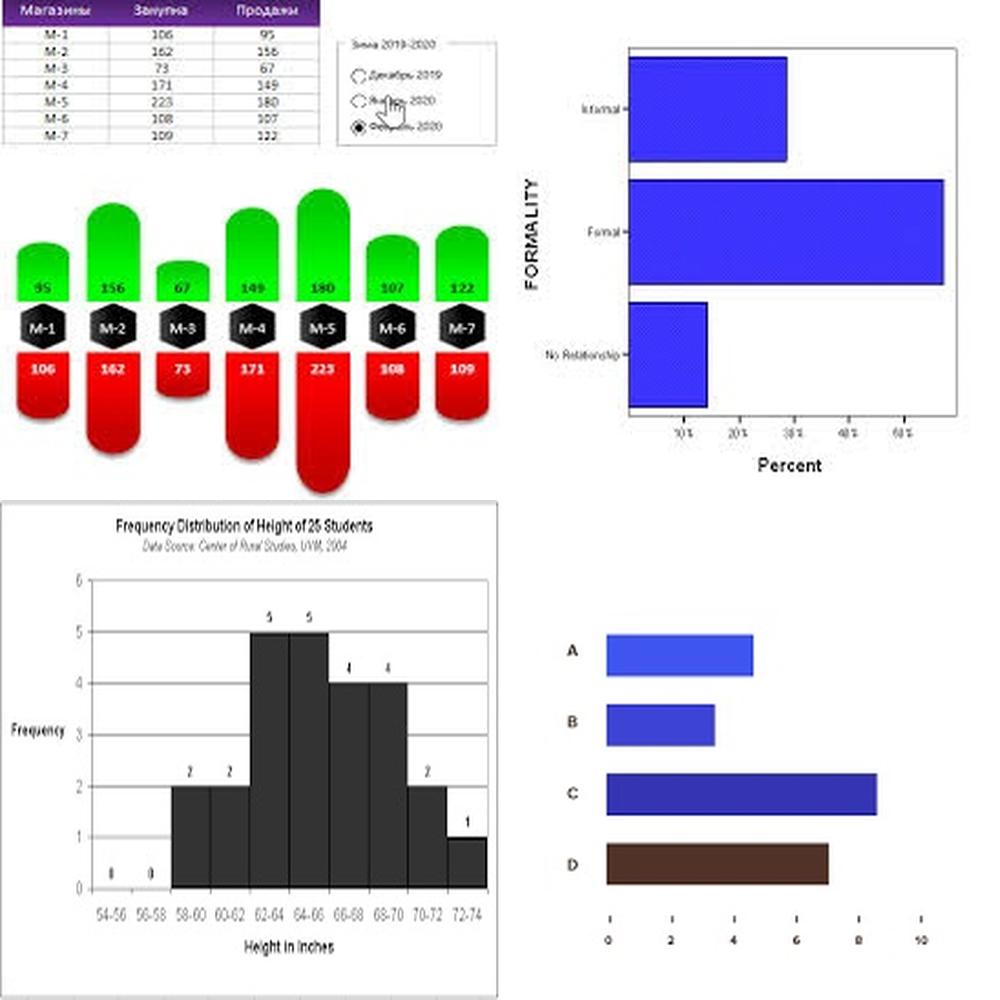 Магазины Закупка Продажи
М-1 106 95
М-2 162 156
М-3 73 67
М-4 171 149
М-5 223 180
М-6 108 107
М-7 109 122
Зима 2019-2020
Декабрь 2019
Январь 2020
Февраль 2020
95 156 67 149 180 107 122
М-1 М-2 М-3 М-4 М-5 М-6 М-7
106 162 73 171 223 108 109
FORMALITY
Informal
Formal
No Relationship
10% 20% 30% 40% 50%
Percent
Frequency Distribution of Height of 25 Students
Data Source: Center of Rural Studies, UVM, 2004
6
5
4
3
2
1
0
Frequency
0 0 2 2 5 5 4 4 2 1
54-56 56-58 58-60 60-62 62-64 64-66 66-68 68-70 70-72 72-74
Height in Inches
A
B
C
D
0 2 4 6 8 10